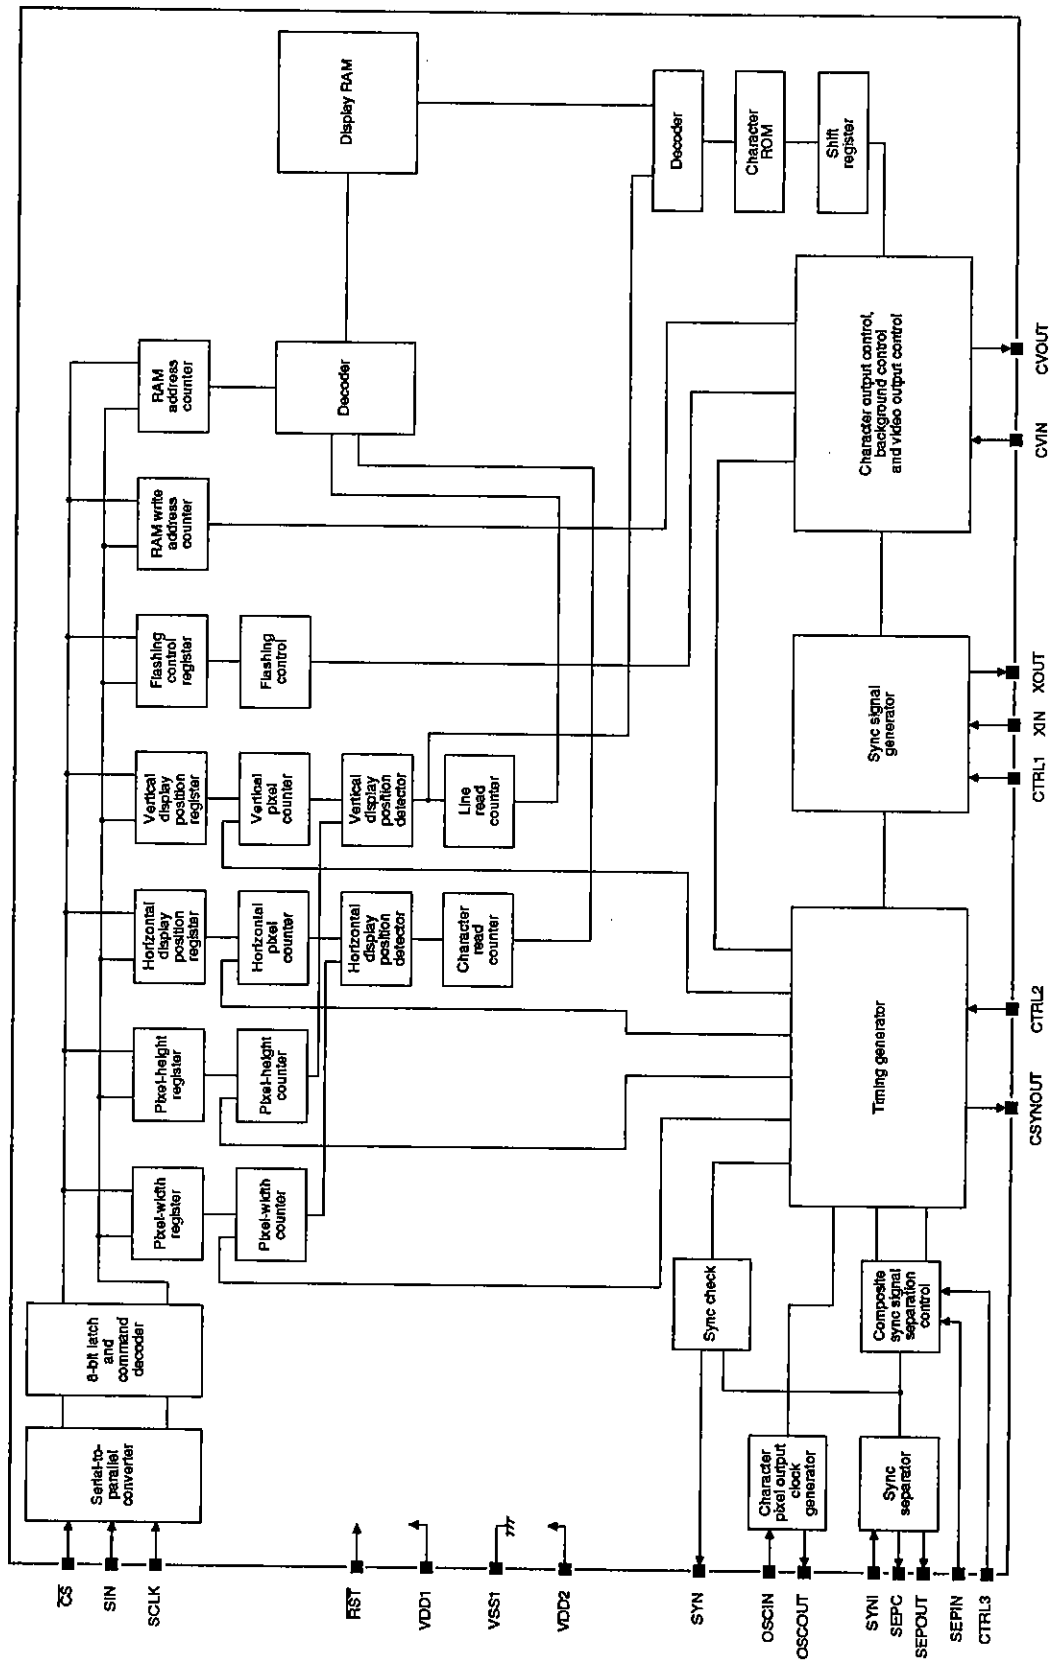 Serial-to-
parallel
converter
8-bit latch
and
command
decoder
Pixel-width
register
Pixel-height
register
Horizontal
display
position
register
Vertical
display
position
register
Flashing
control
register
RAM write
address
counter
RAM
address
counter
Display RAM
Pixel-width
counter
Pixel-height
counter
Horizontal
pixel
counter
Vertical
pixel
counter
Flashing
control
Decoder
Horizontal
display
position
detector
Vertical
display
position
detector
Character
read
counter
Line
read
counter
Decoder
Character
ROM
Shift
register
Sync check
Character
pixel output
clock
generator
Sync
separator
Composite
sync signal
separation
control
Timing generator
Sync signal
generator
Character output control,
background control
and video output control
CS
SIN
SCLK
RST
VDD1
VSS1
VDD2
SYN
OSCIN
OSCOUT
SYNI
SEPC
SEPOUT
SEPIN
CTRL3
CSYNOUT
CTRL2
CTRL1
XIN
XOUT
CVIN
CVOUT